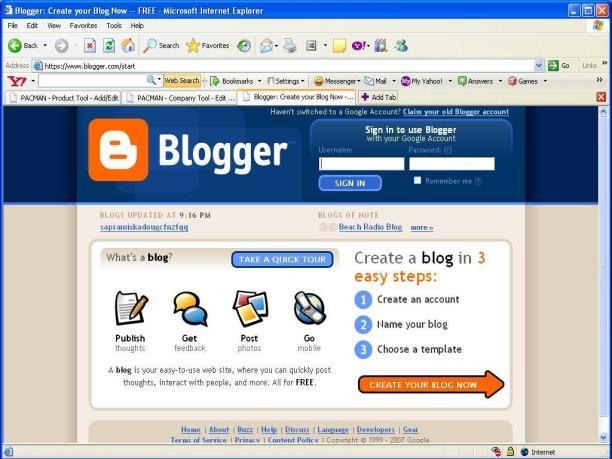 Blogger: Create your Blog Now -- FREE - Microsoft Internet Explorer
File Edit View Favorites Tools Help
Back Search Favorites
Address https://www.blogger.com/start Go Links »
Y! Web Search Bookmarks Settings Messenger Mail My Yahoo! Answers Games
PACMAN - Product Tool - Add/Edit PACMAN - Company Tool - Edit ... Blogger: Create your Blog Now -... Add Tab
Haven't switched to a Google Account? Claim your old Blogger account
Blogger
Sign in to use Blogger
with your Google Account
Username: Password: (?)
SIGN IN Remember me (?)
BLOGS UPDATED AT 9:16 PM BLOGS OF NOTE
sapramiskadougcfnzfqq Beach Radio Blog more »
What's a blog? TAKE A QUICK TOUR
Create a blog in 3
easy steps:
1 Create an account
2 Name your blog
3 Choose a template
Publish Get Post Go
thoughts feedback photos mobile
A blog is your easy-to-use web site, where you can quickly post
thoughts, interact with people, and more. All for FREE.
CREATE YOUR BLOG NOW
Home | About | Buzz | Help | Discuss | Language | Developers | Gear
Terms of Service | Privacy | Content Policy | Copyright © 1999 - 2007 Google
Internet